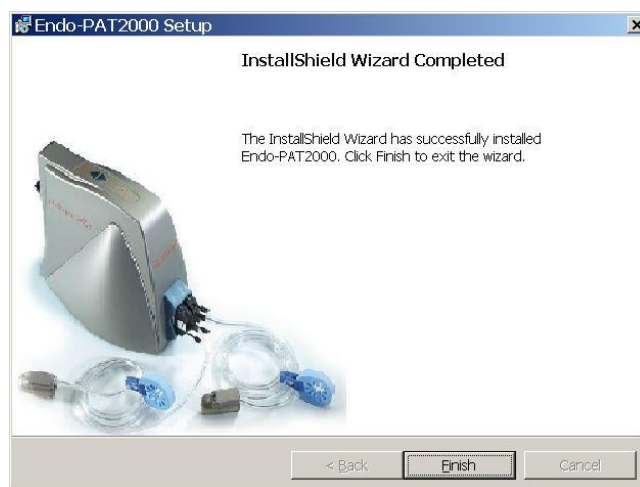 Endo-PAT2000 Setup
InstallShield Wizard Completed
The InstallShield Wizard has successfully installed
Endo-PAT2000. Click Finish to exit the wizard.
< Back
Finish
Cancel